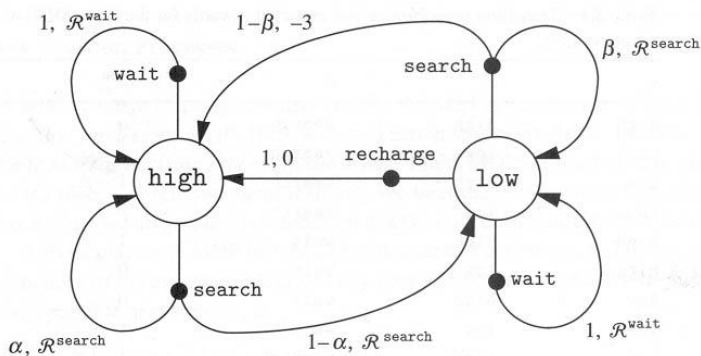 1, ℛ^wait
1−β, −3
wait
search
β, ℛ^search
1, 0
recharge
high
low
search
wait
α, ℛ^search
1−α, ℛ^search
1, ℛ^wait